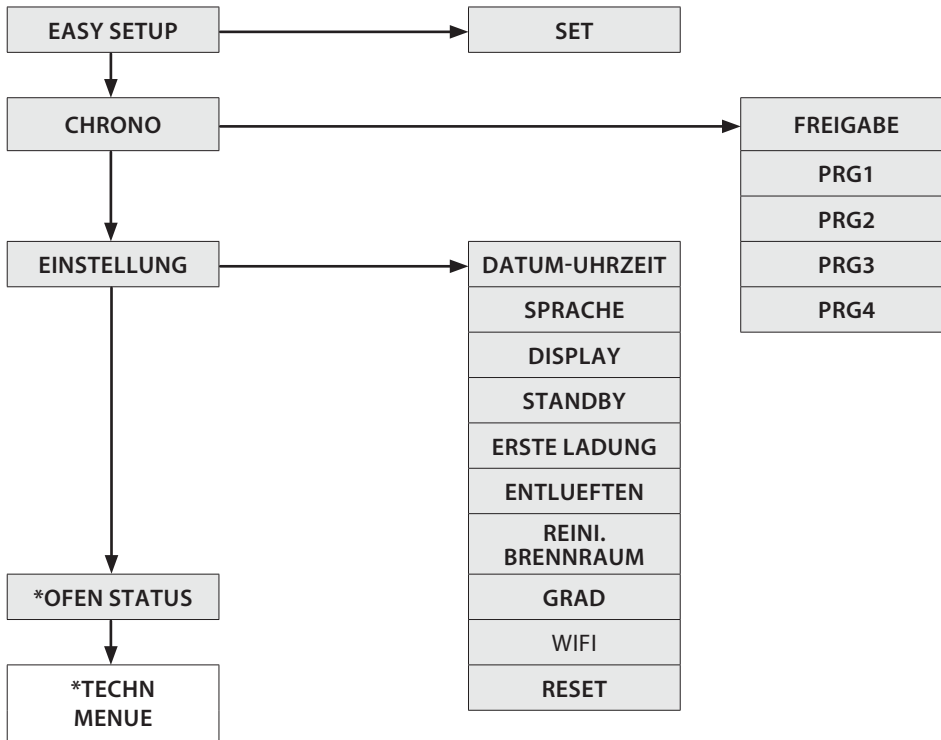 EASY SETUP
SET
CHRONO
FREIGABE
PRG1
PRG2
PRG3
PRG4
EINSTELLUNG
DATUM-UHRZEIT
SPRACHE
DISPLAY
STANDBY
ERSTE LADUNG
ENTLUEFTEN
REINI.
BRENNRAUM
GRAD
WIFI
RESET
*OFEN STATUS
*TECHN
MENUE